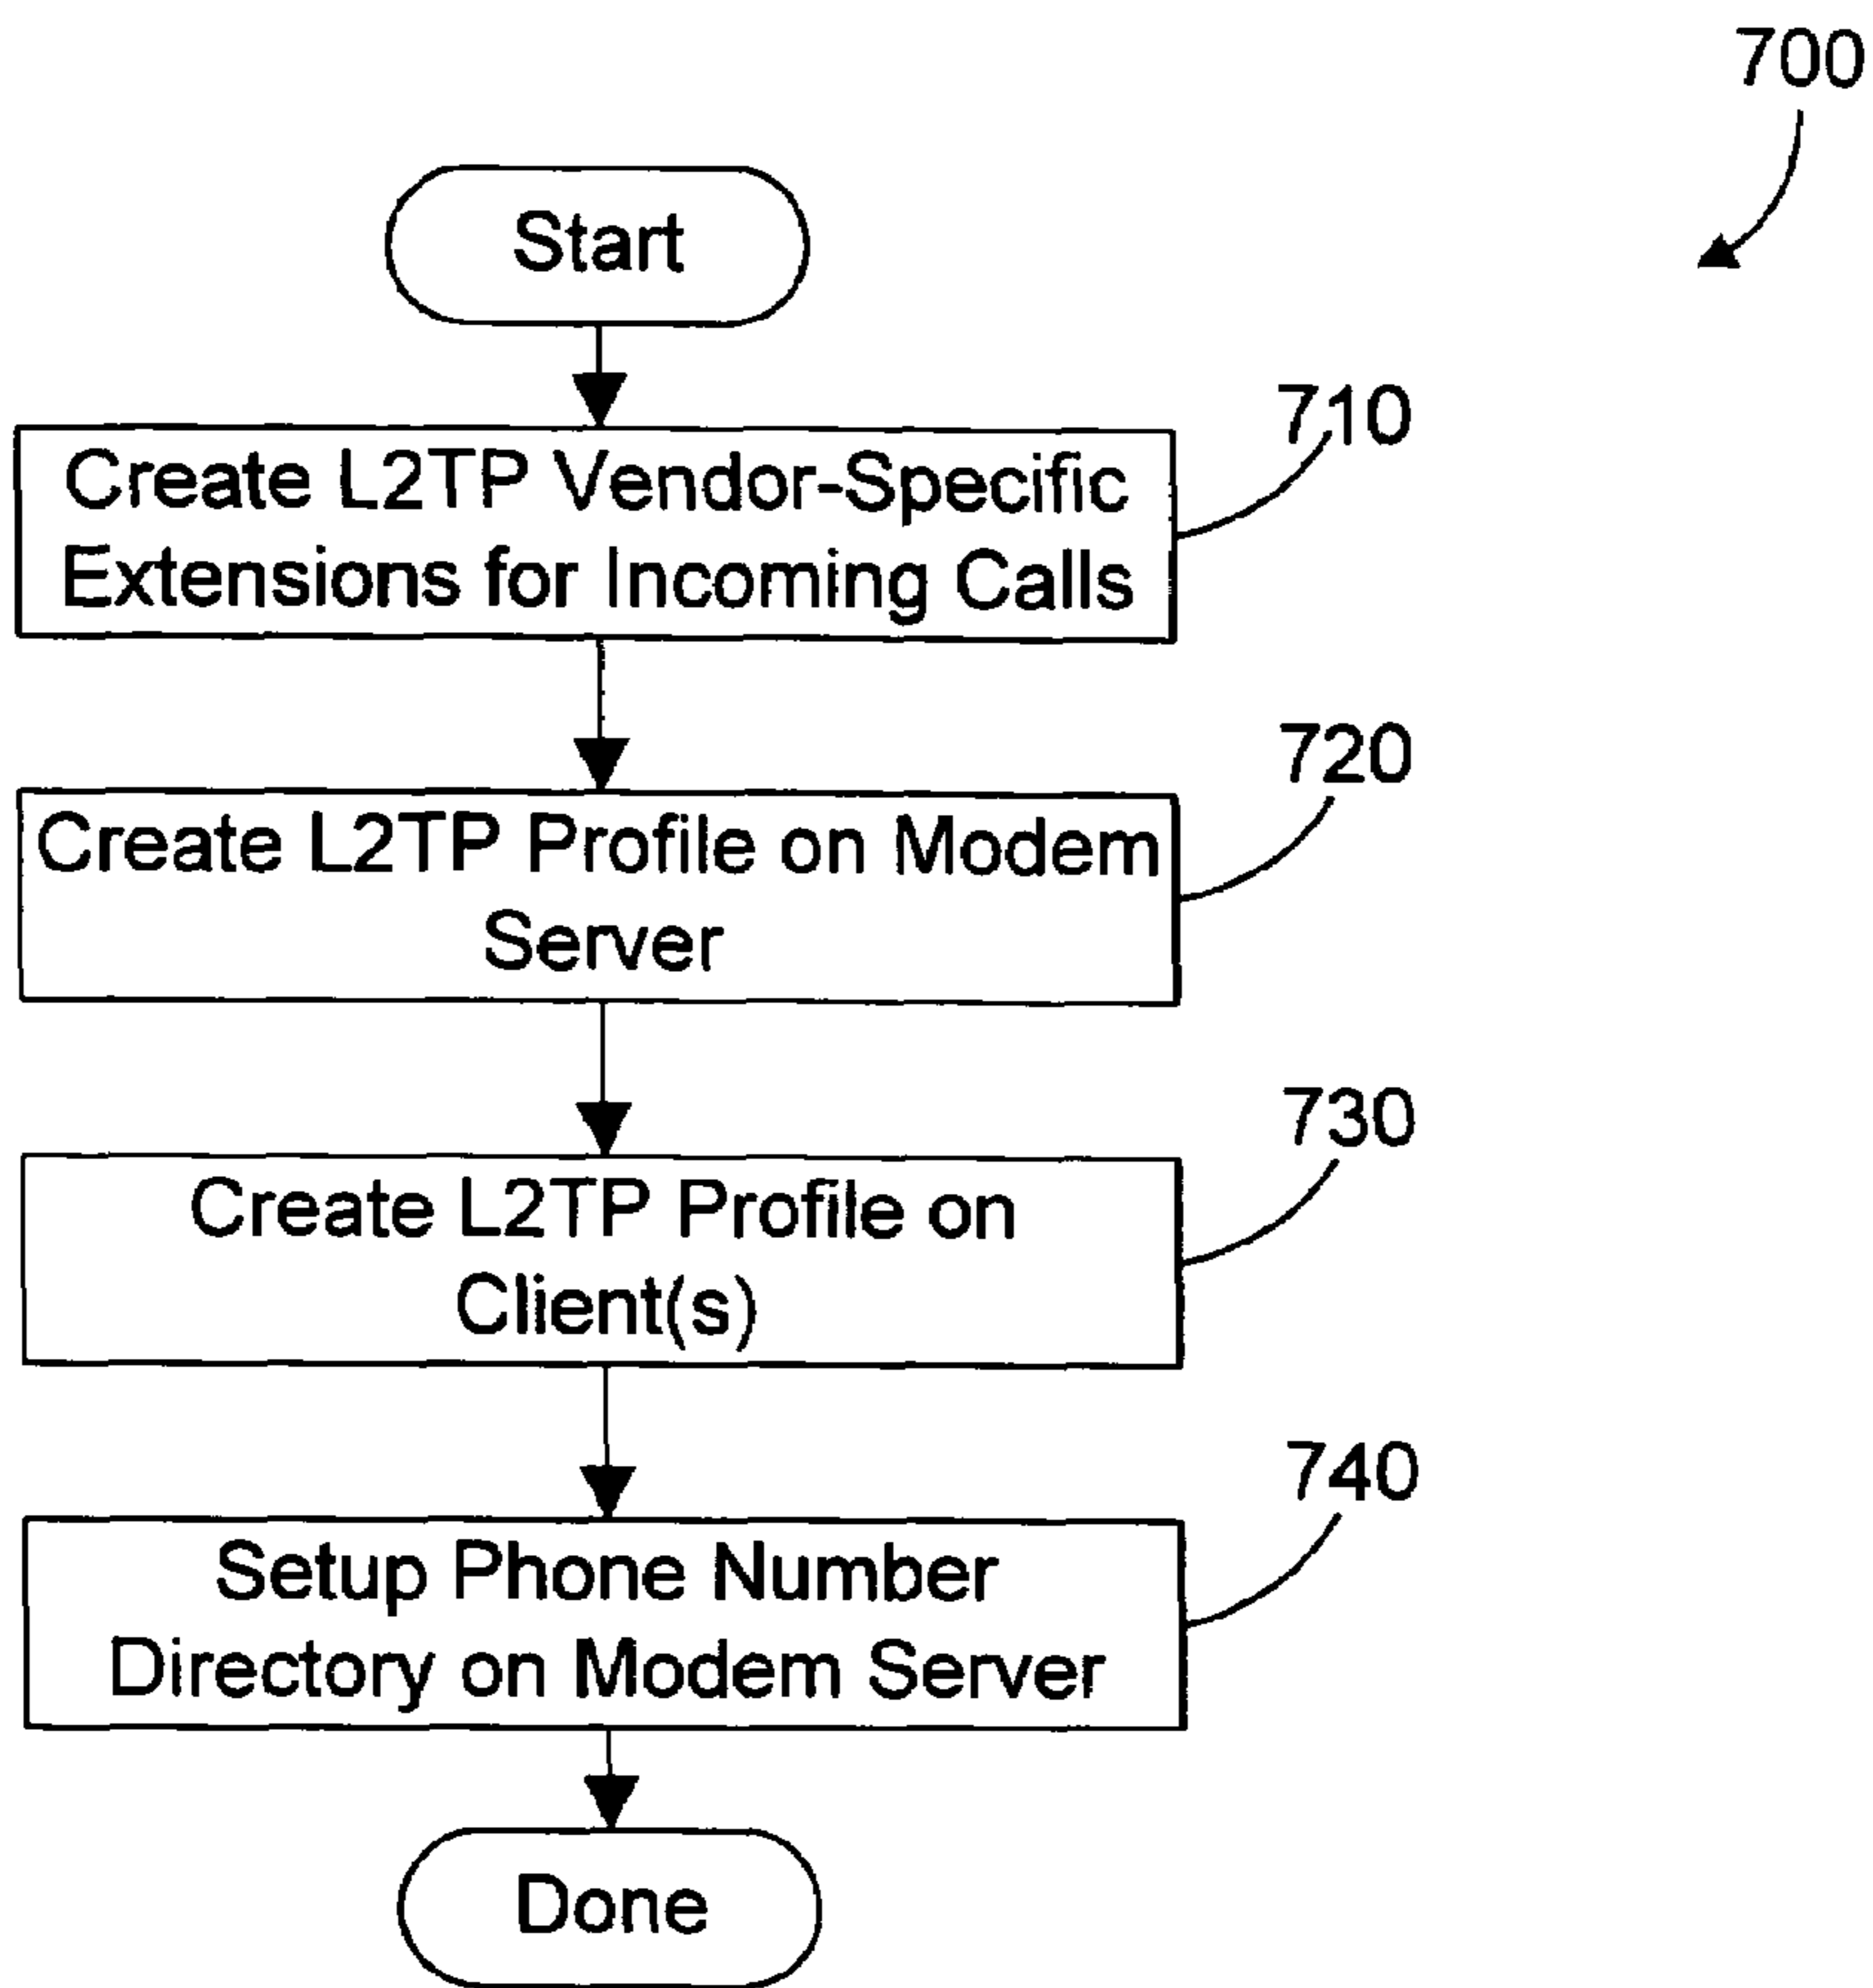 700
Start
710
Create L2TP Vendor-Specific
Extensions for Incoming Calls
720
Create L2TP Profile on Modem
Server
730
Create L2TP Profile on
Client(s)
740
Setup Phone Number
Directory on Modem Server
Done